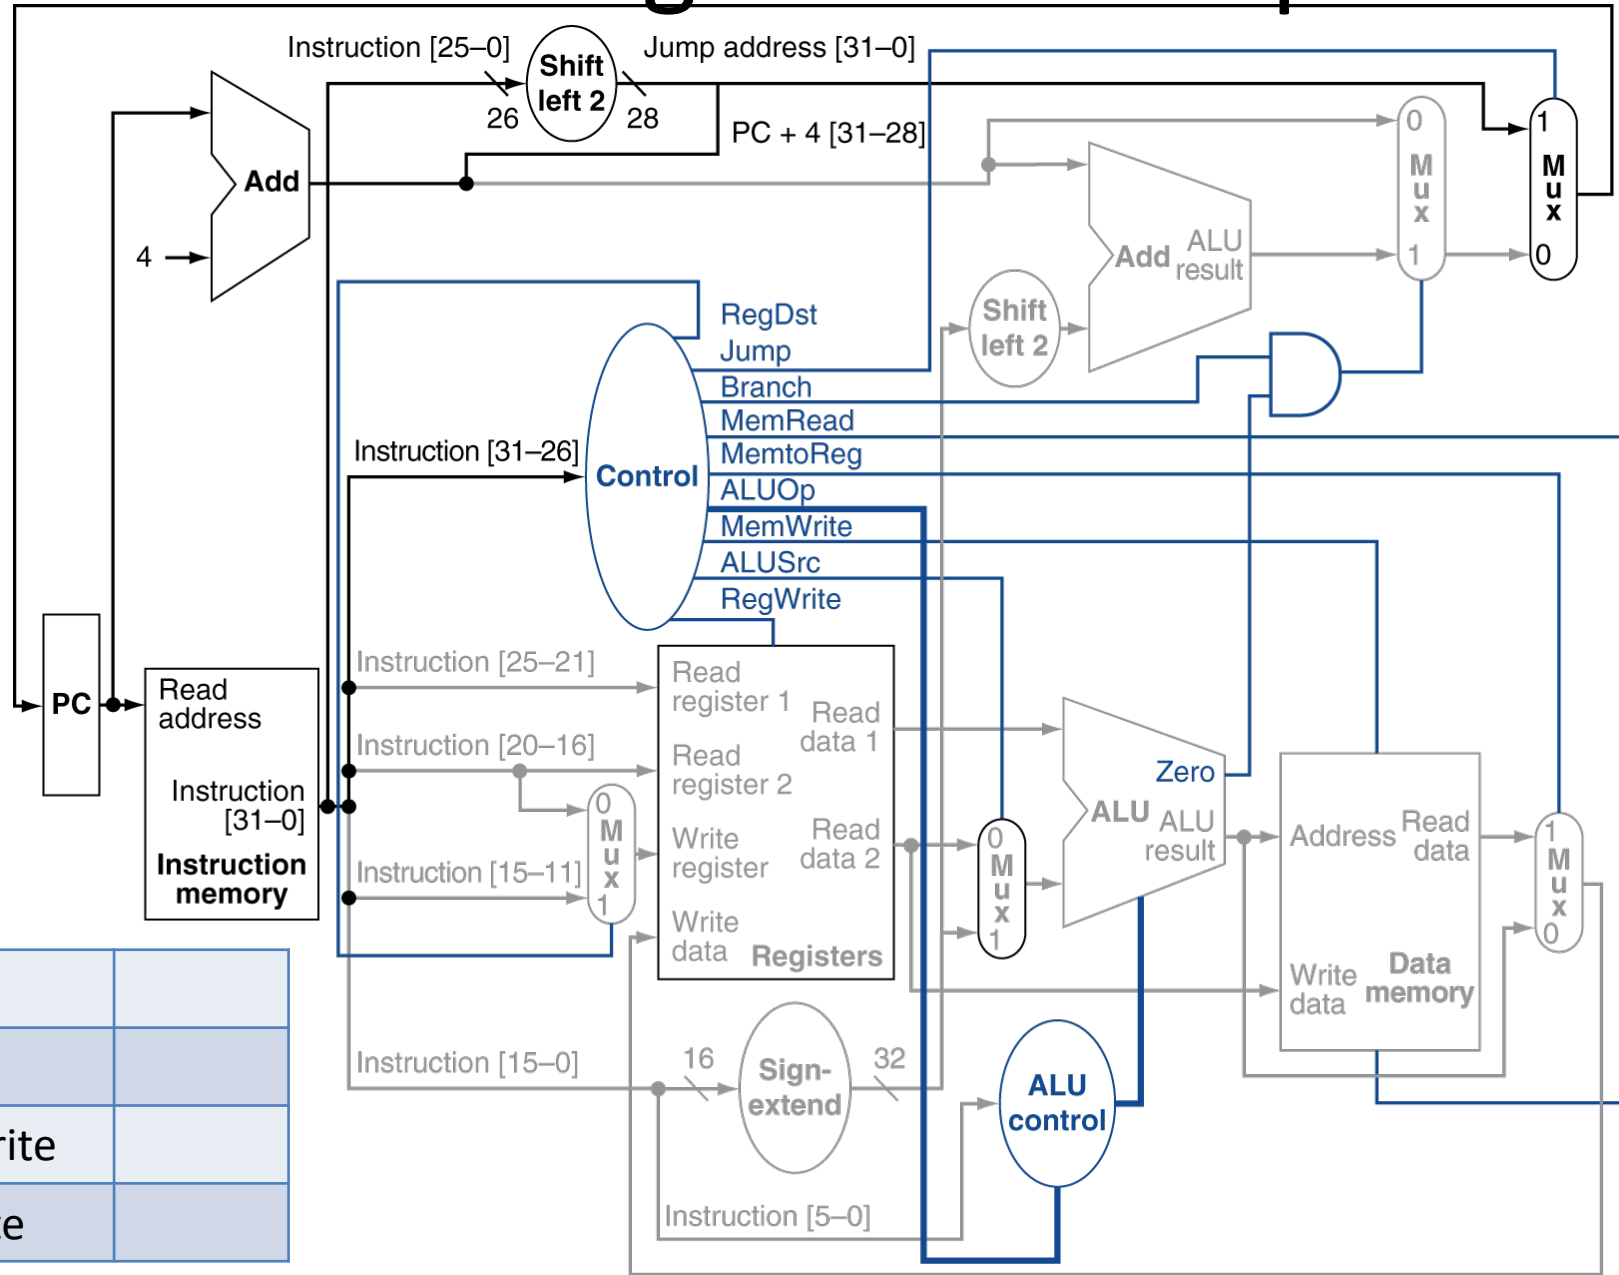 Instruction [25–0]
Shift
left 2
Jump address [31–0]
26
28
PC + 4 [31–28]
Add
4
0
M
u
x
1
1
M
u
x
0
Add
ALU
result
Shift
left 2
RegDst
Jump
Branch
MemRead
MemtoReg
ALUOp
MemWrite
ALUSrc
RegWrite
Instruction [31–26]
Control
PC
Read
address
Instruction
[31–0]
Instruction
memory
Instruction [25–21]
Instruction [20–16]
Instruction [15–11]
0
M
u
x
1
Read
register 1
Read
register 2
Write
register
Write
data
Read
data 1
Read
data 2
Registers
0
M
u
x
1
Zero
ALU
ALU
result
Address
Read
data
Write
data
Data
memory
1
M
u
x
0
Instruction [15–0]
16
Sign-
extend
32
ALU
control
Instruction [5–0]